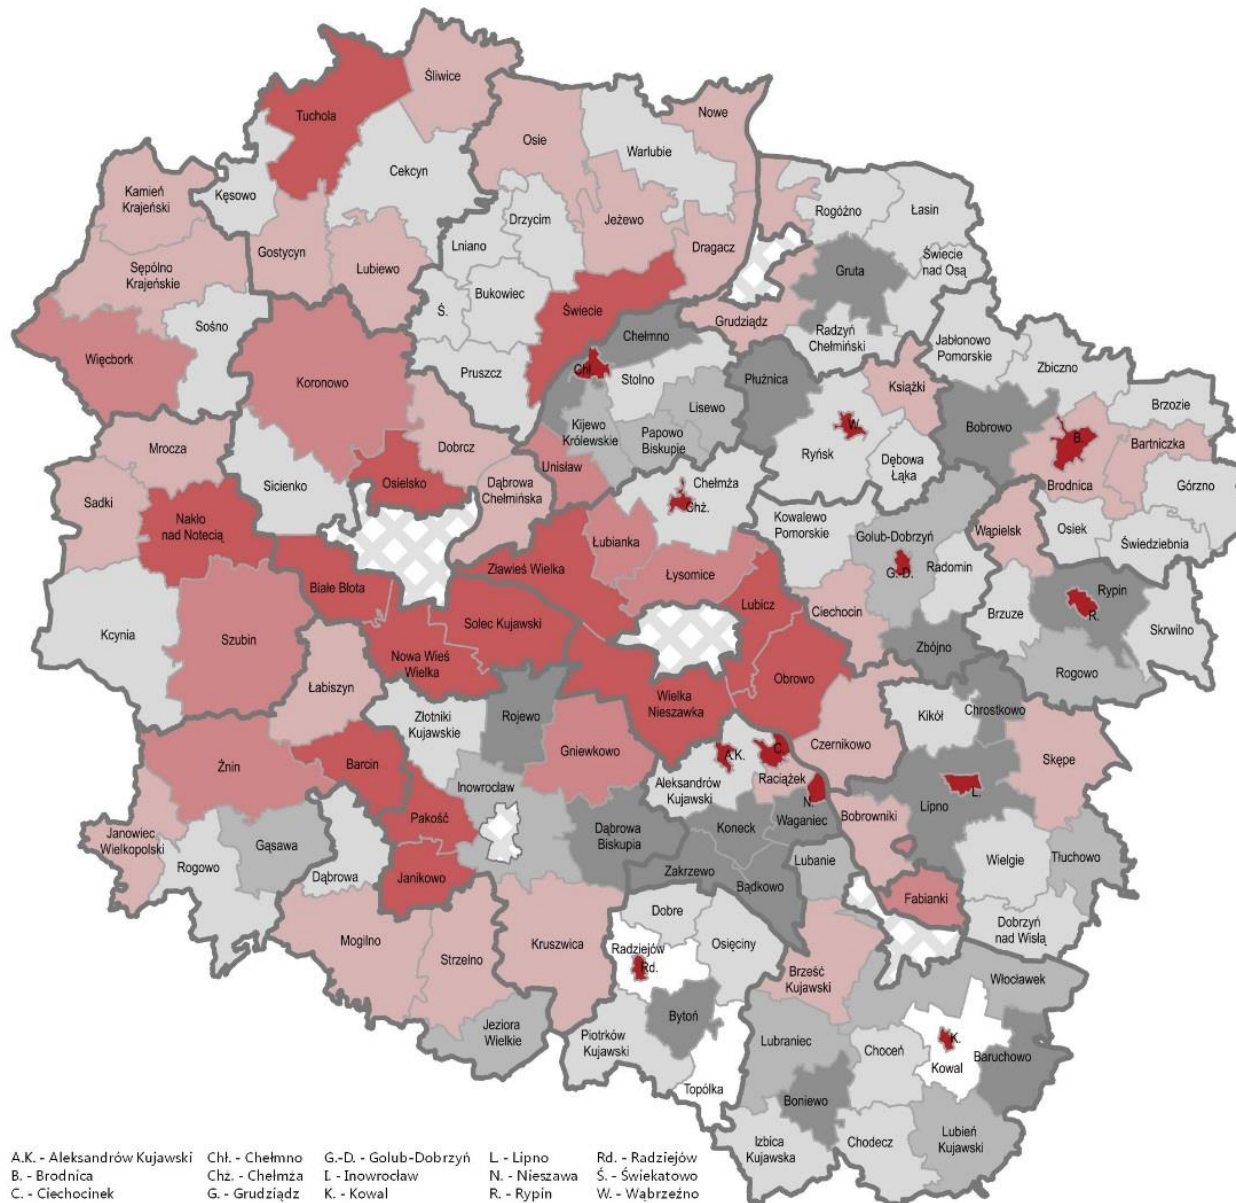 Śliwice
Tuchola
Nowe
Osie
Warlubie
Cekcyn
Kamień
Krajeński
Kęsowo
Rogóźno
Łasin
Drzycim
Jeżewo
Lniano
Dragacz
Gostycyn
Lubiewo
Świecie
nad Osą
Sępólno
Krajeńskie
Gruta
Bukowiec
Ś.
Świecie
Sośno
Grudziądz
Radzyń
Chełmiński
Chełmno
Jabłonowo
Pomorskie
Więcbork
Zbiczno
Pruszcz
Chł.
Stolno
Koronowo
Płużnica
Książki
Brzozie
Lisewo
Kijewo
Królewskie
Papowo
Biskupie
W.
Bobrowo
B.
Bartniczka
Mrocza
Dobrcz
Ryńsk
Unisław
Dębowa
Łąka
Górzno
Sicienko
Osielsko
Dąbrowa
Chełmińska
Chełmża
Brodnica
Sadki
Chż.
Kowalewo
Pomorskie
Nakło
nad Notecią
Golub-Dobrzyń
Wąpielsk
Osiek
Świedziebnia
Łubianka
Zławieś Wielka
G.-D.
Radomin
Łysomice
Białe Błota
Lubicz
Rypin
Ciechocin
Kcynia
Brzuze
R.
Solec Kujawski
Skrwilno
Szubin
Zbójno
Nowa Wieś
Wielka
Rogowo
Obrowo
Łabiszyn
Wielka
Nieszawka
Chrostkowo
Złotniki
Kujawskie
Rojewo
Kikół
Czernikowo
Gniewkowo
A.K.
C.
Skępe
Żnin
Barcin
Aleksandrów
Kujawski
Raciążek
Inowrocław
L.
N.
Lipno
Pakość
Waganiec
Bobrowniki
Janowiec
Wielkopolski
Koneck
Dąbrowa
Biskupia
Gąsawa
Wielgie
Tłuchowo
Rogowo
Lubanie
Dąbrowa
Zakrzewo
Janikowo
Bądkowo
Fabianki
Dobre
Dobrzyń
nad Wisłą
Mogilno
Kruszwica
Osięciny
Radziejów
Strzelno
Rd.
Brześć
Kujawski
Włocławek
Bytoń
Jeziora
Wielkie
Piotrków
Kujawski
Lubraniec
K.
Choceń
Baruchowo
Kowal
Topólka
Boniewo
Izbica
Kujawska
Chodecz
Lubień
Kujawski
A.K. - Aleksandrów Kujawski Chł. - Chełmno G.-D. - Golub-Dobrzyń L. - Lipno Rd. - Radziejów
B. - Brodnica Chż. - Chełmża I. - Inowrocław N. - Nieszawa Ś. - Świekatowo
C. - Ciechocinek G. - Grudziądz K. - Kowal R. - Rypin W. - Wąbrzeźno